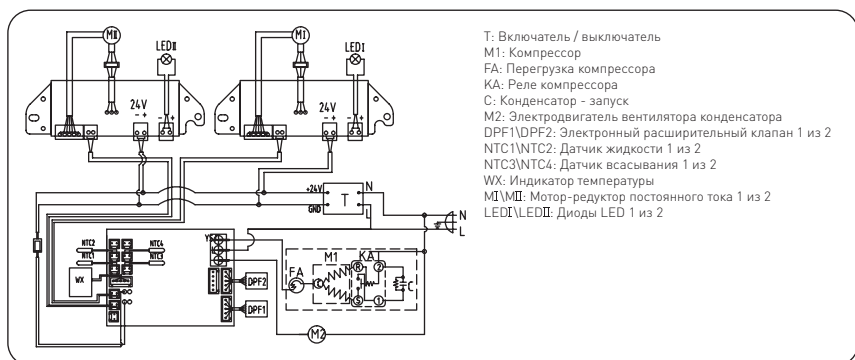 MⅡ
LEDⅡ
MⅠ
LEDⅠ
24V
- +
- +
24V
- +
- +
+24V
GND
T
N
L
N
L
NTC2
NTC4
NTC1
NTC3
WX
YS
L
DPF2
DPF1
FA
M1
KA
C
R
S
2
1
C
M2
T: Включатель / выключатель
M1: Компрессор
FA: Перегрузка компрессора
KA: Реле компрессора
C: Конденсатор - запуск
M2: Электродвигатель вентилятора конденсатора
DPF1\DPF2: Электронный расширительный клапан 1 из 2
NTC1\NTC2: Датчик жидкости 1 из 2
NTC3\NTC4: Датчик всасывания 1 из 2
WX: Индикатор температуры
MⅠ\MⅡ: Мотор-редуктор постоянного тока 1 из 2
LEDⅠ\LEDⅡ: Диоды LED 1 из 2